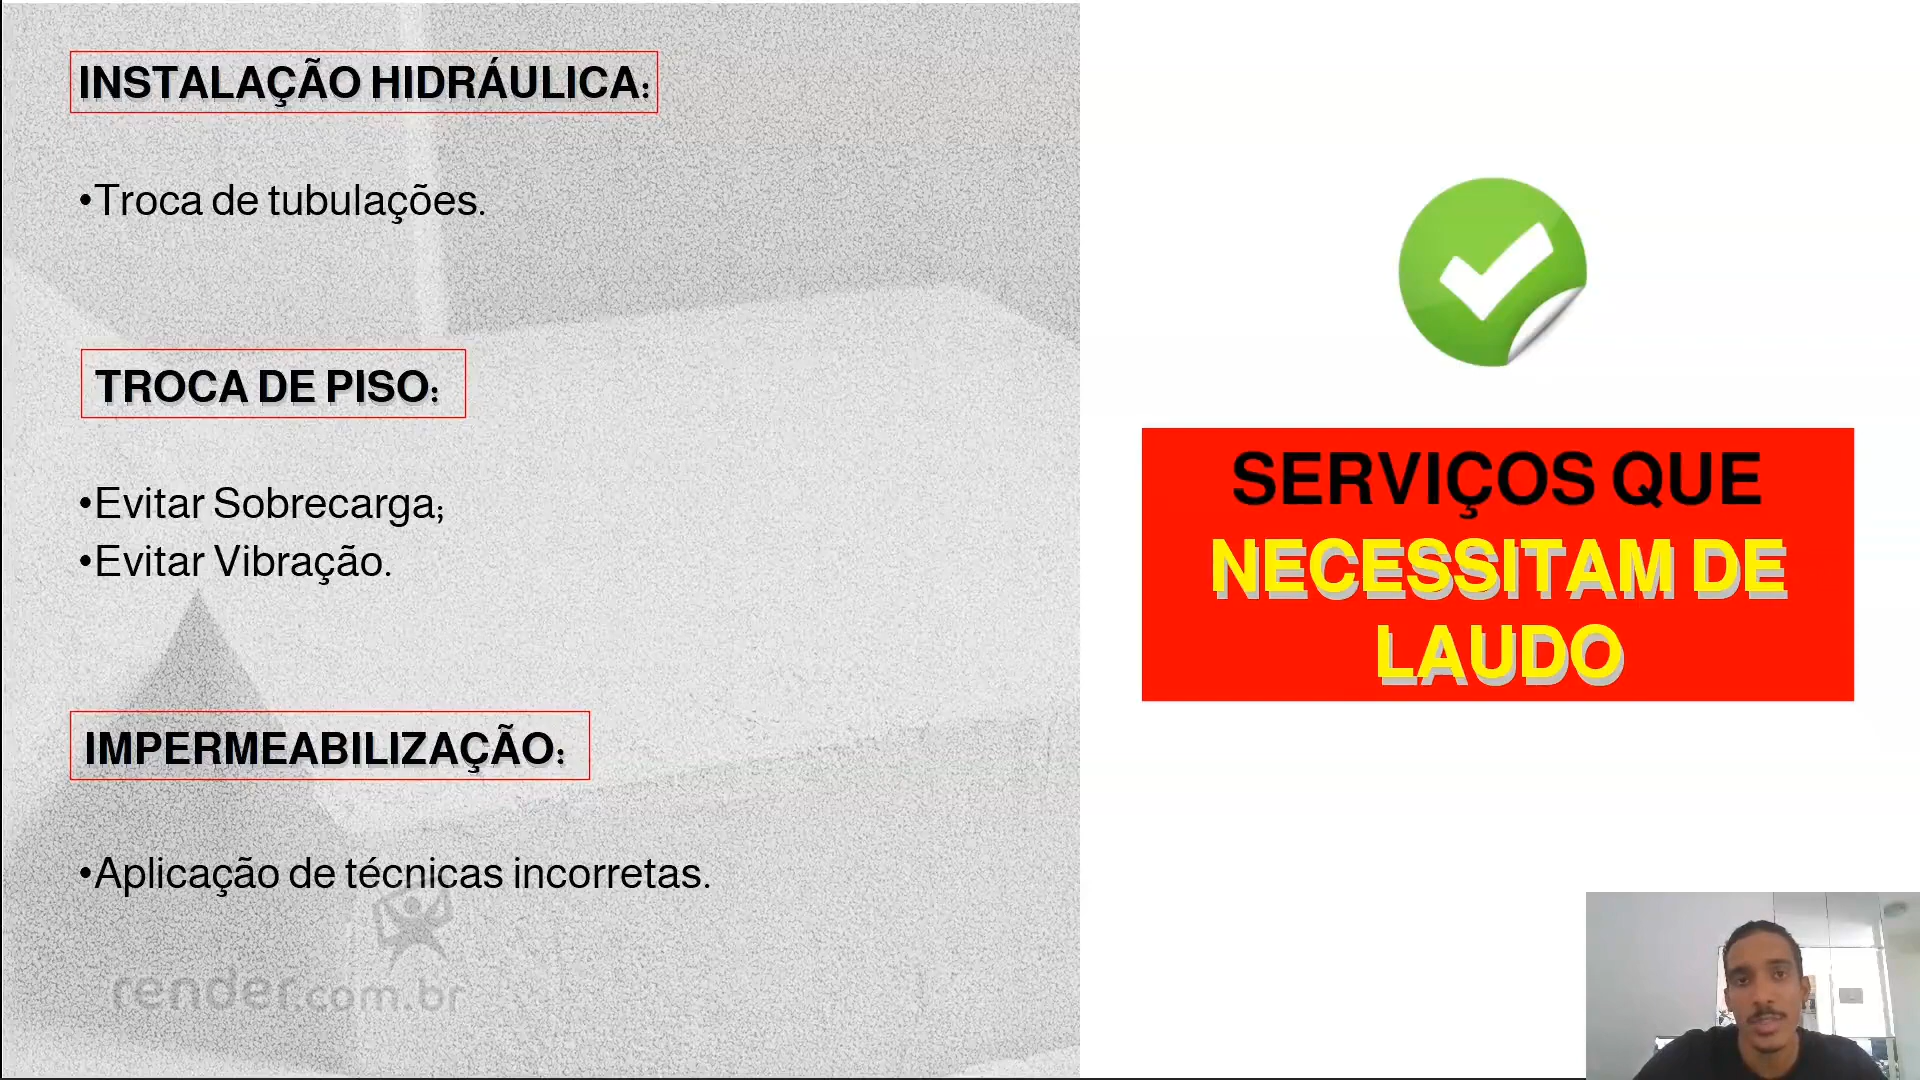 INSTALAÇÃO HIDRÁULICA:
•Troca de tubulações.
TROCA DE PISO:
•Evitar Sobrecarga;
•Evitar Vibração.
IMPERMEABILIZAÇÃO:
•Aplicação de técnicas incorretas.
render.com.br
SERVIÇOS QUE
NECESSITAM DE
LAUDO